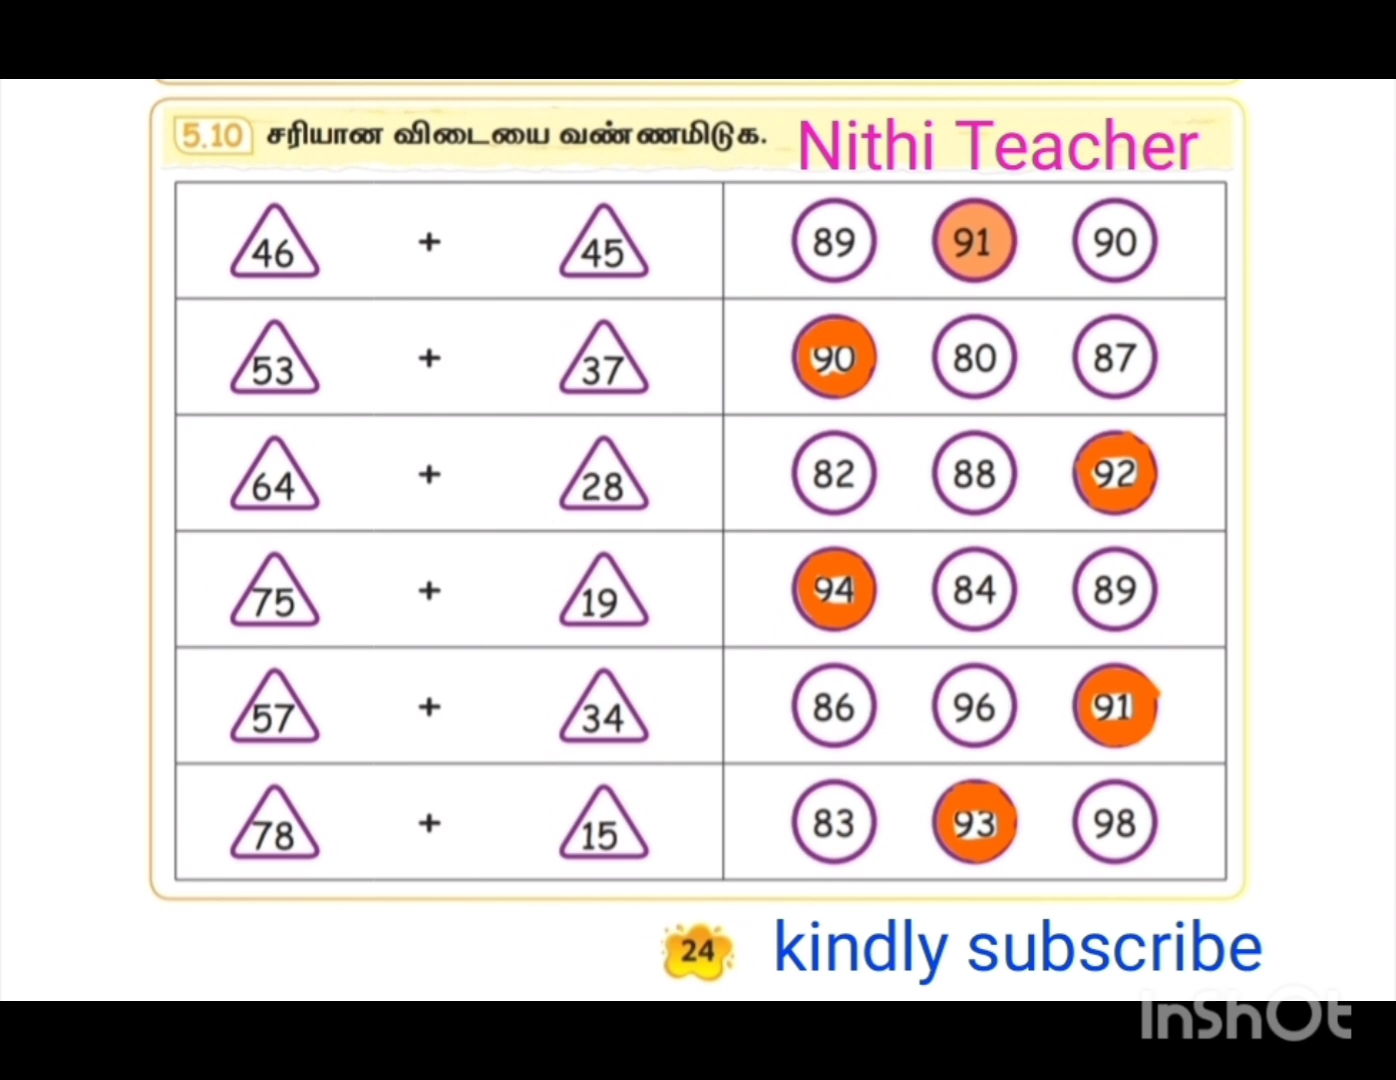 5.10 சரியான விடையை வண்ணமிடுக. Nithi Teacher
46 + 45 89 91 90
53 + 37 90 80 87
64 + 28 82 88 92
75 + 19 94 84 89
57 + 34 86 96 91
78 + 15 83 93 98
24 kindly subscribe
InShOt